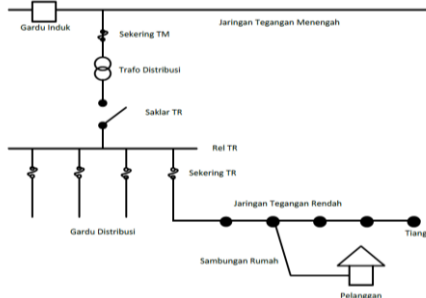 Gardu Induk
Jaringan Tegangan Menengah
Sekering TM
Trafo Distribusi
Saklar TR
Rel TR
Sekering TR
Jaringan Tegangan Rendah
Gardu Distribusi
Tiang
Sambungan Rumah
Pelanggan